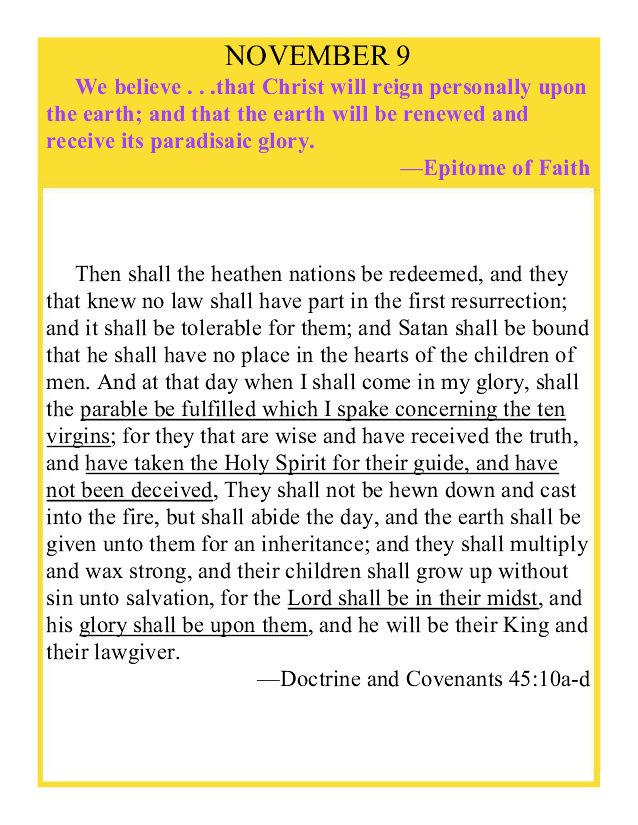 NOVEMBER 9
We believe . . .that Christ will reign personally upon
the earth; and that the earth will be renewed and
receive its paradisaic glory.
—Epitome of Faith
Then shall the heathen nations be redeemed, and they
that knew no law shall have part in the first resurrection;
and it shall be tolerable for them; and Satan shall be bound
that he shall have no place in the hearts of the children of
men. And at that day when I shall come in my glory, shall
the parable be fulfilled which I spake concerning the ten
virgins; for they that are wise and have received the truth,
and have taken the Holy Spirit for their guide, and have
not been deceived, They shall not be hewn down and cast
into the fire, but shall abide the day, and the earth shall be
given unto them for an inheritance; and they shall multiply
and wax strong, and their children shall grow up without
sin unto salvation, for the Lord shall be in their midst, and
his glory shall be upon them, and he will be their King and
their lawgiver.
—Doctrine and Covenants 45:10a-d